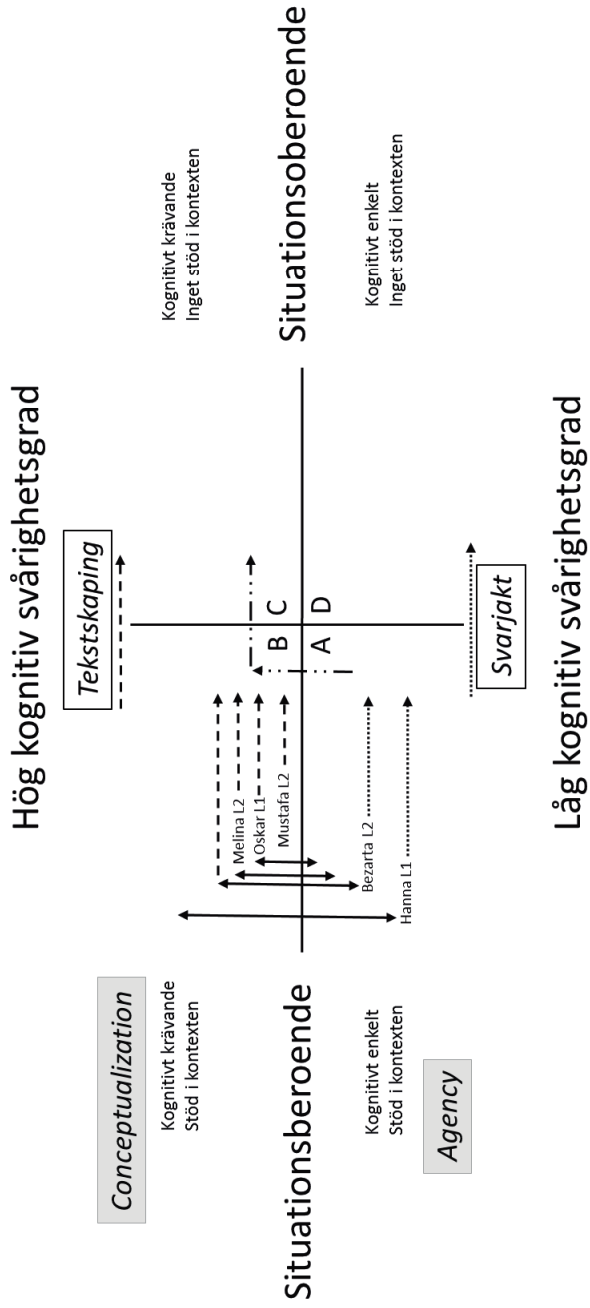 Hög kognitiv svårighetsgrad
Conceptualization
Tekstskaping
Kognitivt krävande
Stöd i kontexten
Kognitivt krävande
Inget stöd i kontexten
Melina L2
Oskar L1
Mustafa L2
B
C
Situationsberoende
Situationsoberoende
A
D
Kognitivt enkelt
Stöd i kontexten
Bezarta L2
Hanna L1
Kognitivt enkelt
Inget stöd i kontexten
Agency
Svarjakt
Låg kognitiv svårighetsgrad